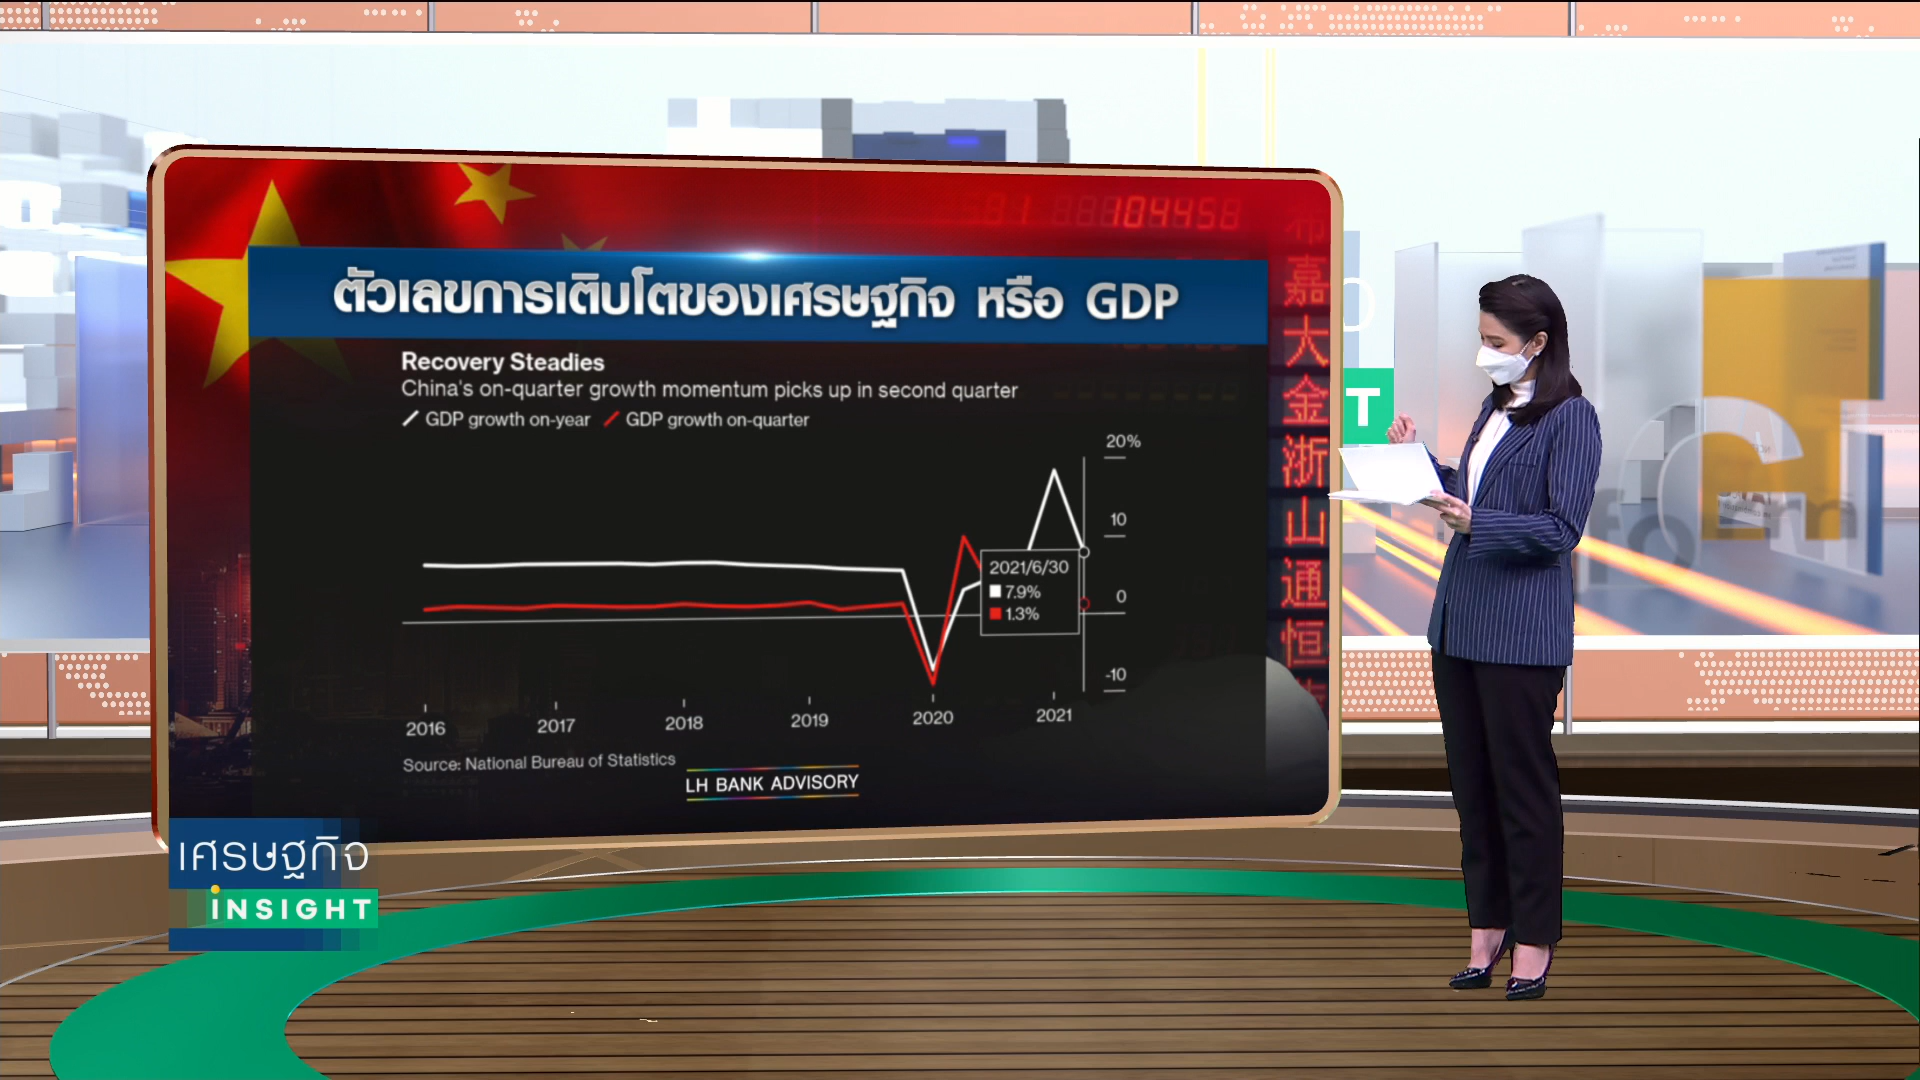 104458
ตัวเลขการเติบโตของเศรษฐกิจ หรือ GDP
Recovery Steadies
China's on-quarter growth momentum picks up in second quarter
GDP growth on-year GDP growth on-quarter
20%
10
0
-10
2021/6/30
7.9%
1.3%
2016 2017 2018 2019 2020 2021
Source: National Bureau of Statistics
LH BANK ADVISORY
嘉
大
金
浙
山
通
恒
T
form
เศรษฐกิจ
INSIGHT